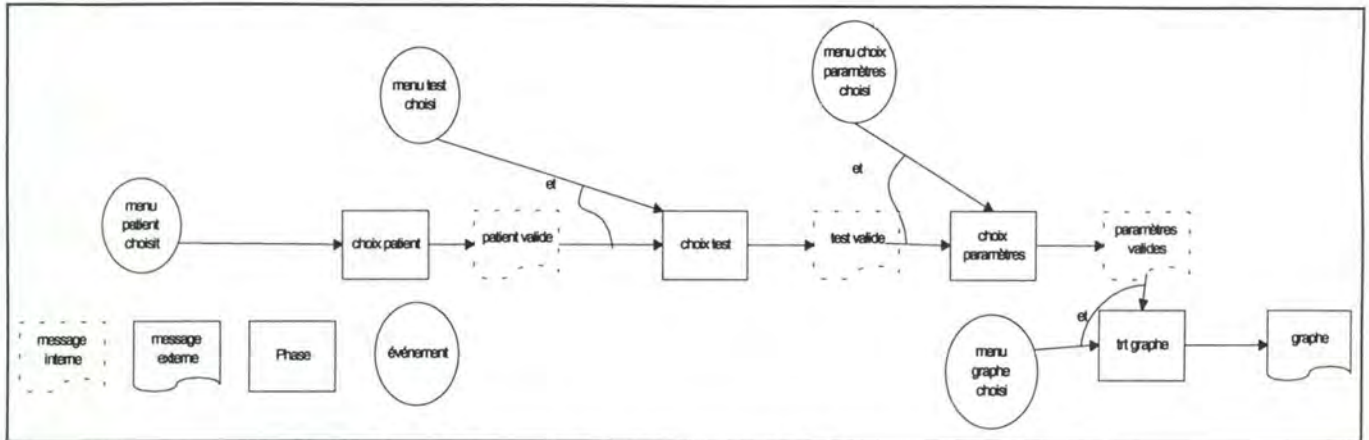 menu test
choisi
menu choix
paramètres
choisi
et
et
menu
patient
choisit
choix patient
patient valide
choix test
test valide
choix
paramètres
paramètres
valides
message
interne
message
externe
Phase
événement
menu
graphe
choisi
et
trt graphe
graphe